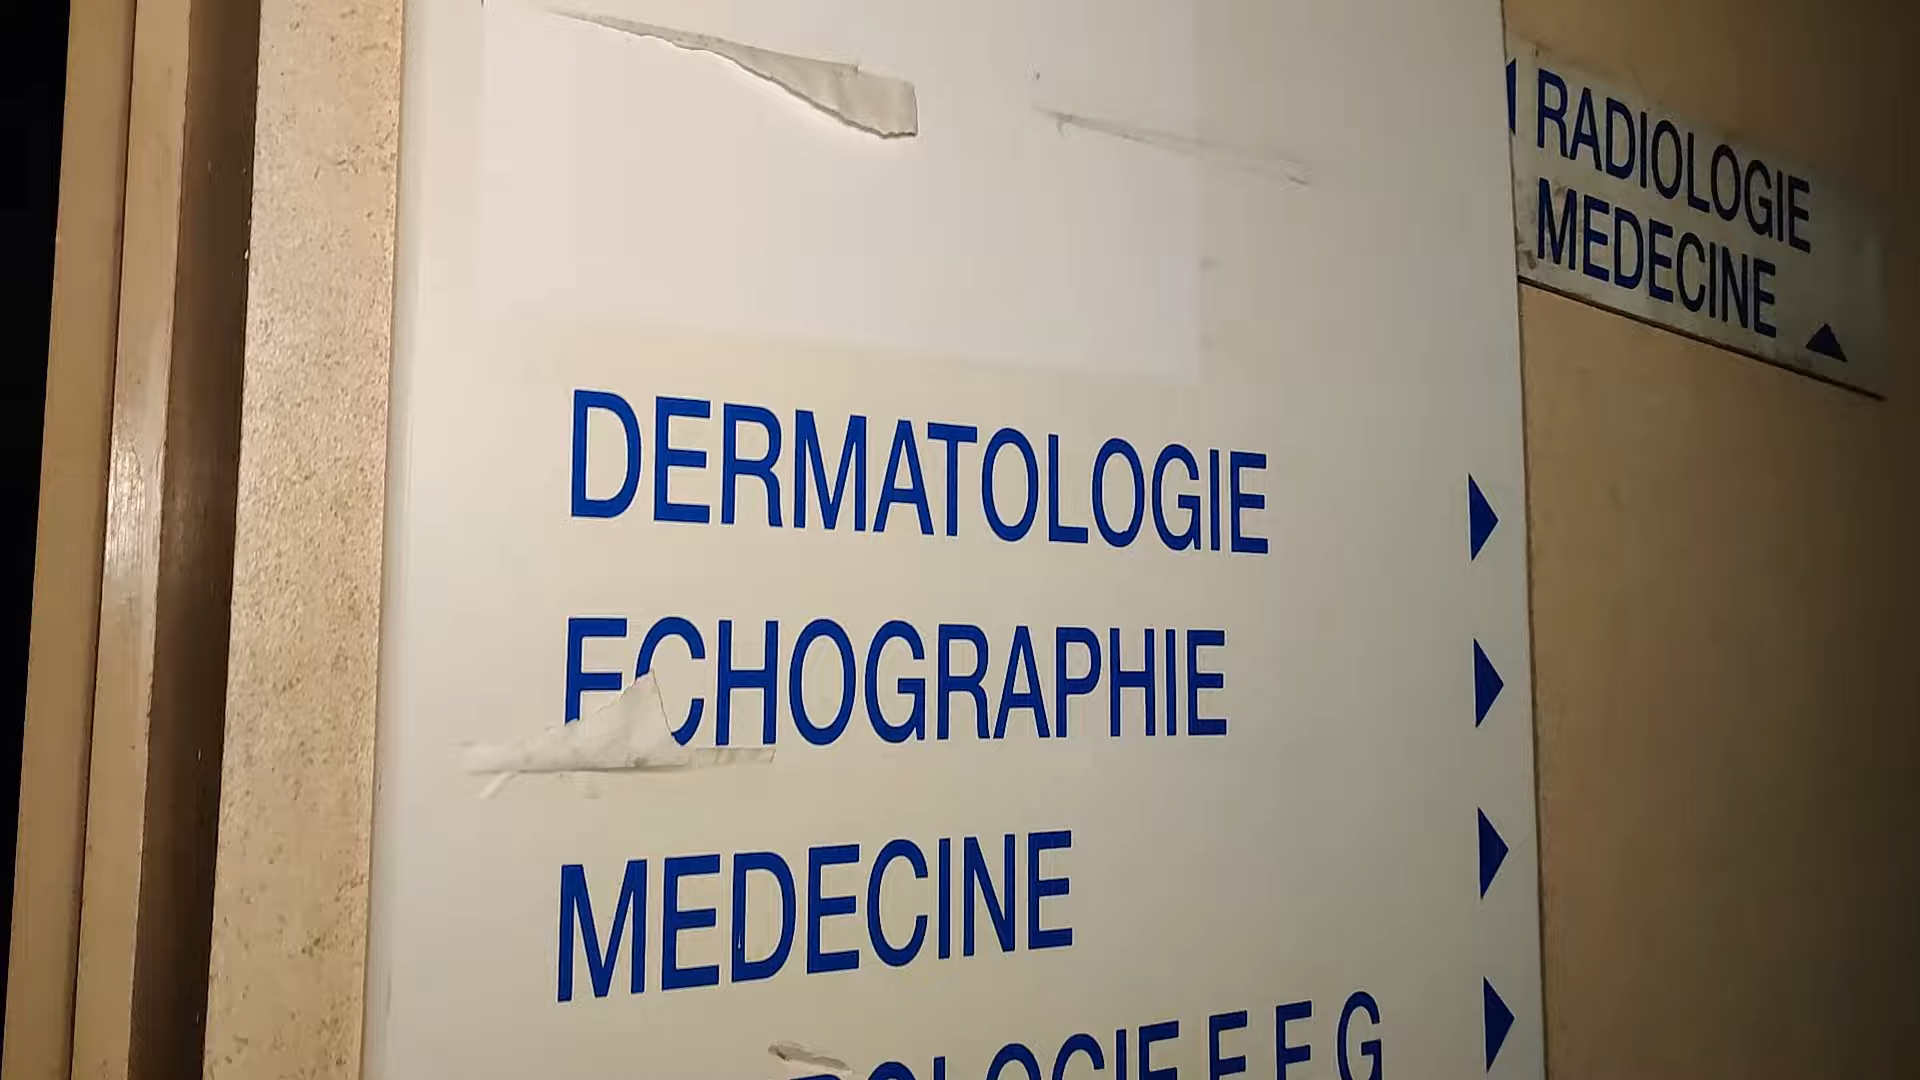 DERMATOLOGIE
ECHOGRAPHIE
MEDECINE
E E G
RADIOLOGIE
MEDECINE